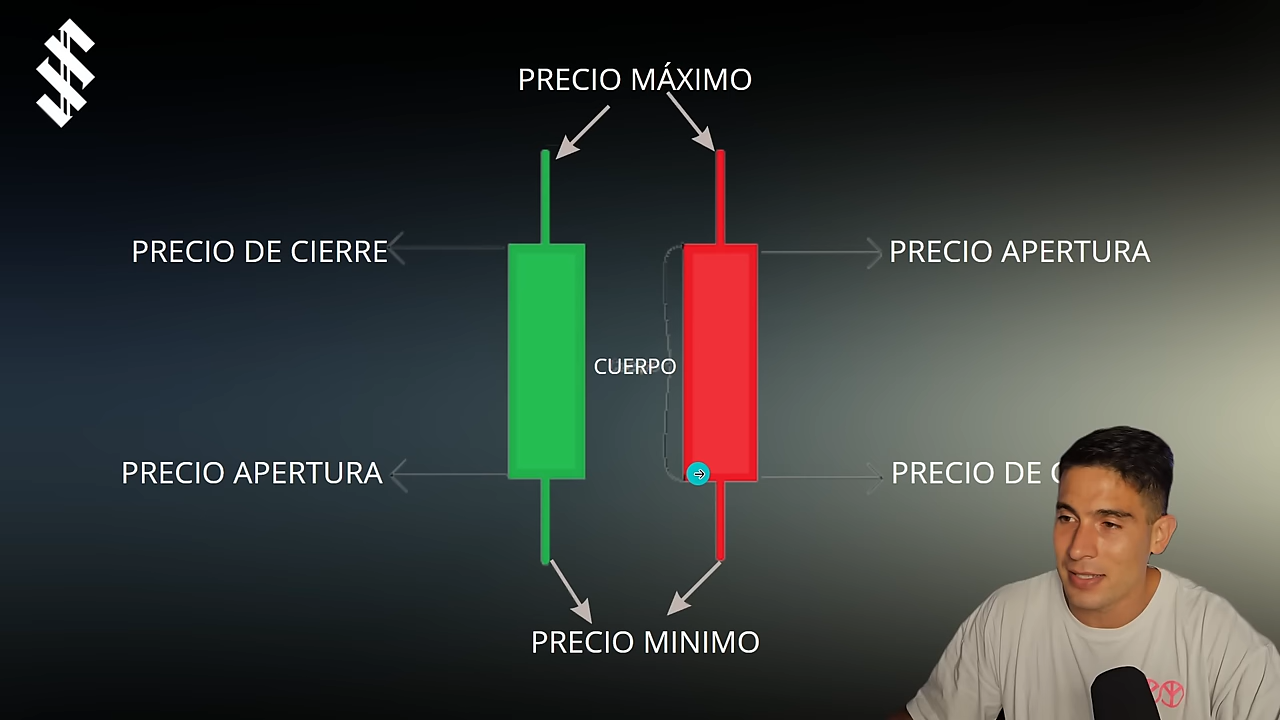 PRECIO MÁXIMO
PRECIO DE CIERRE
PRECIO APERTURA
CUERPO
PRECIO APERTURA
PRECIO DE
PRECIO MINIMO